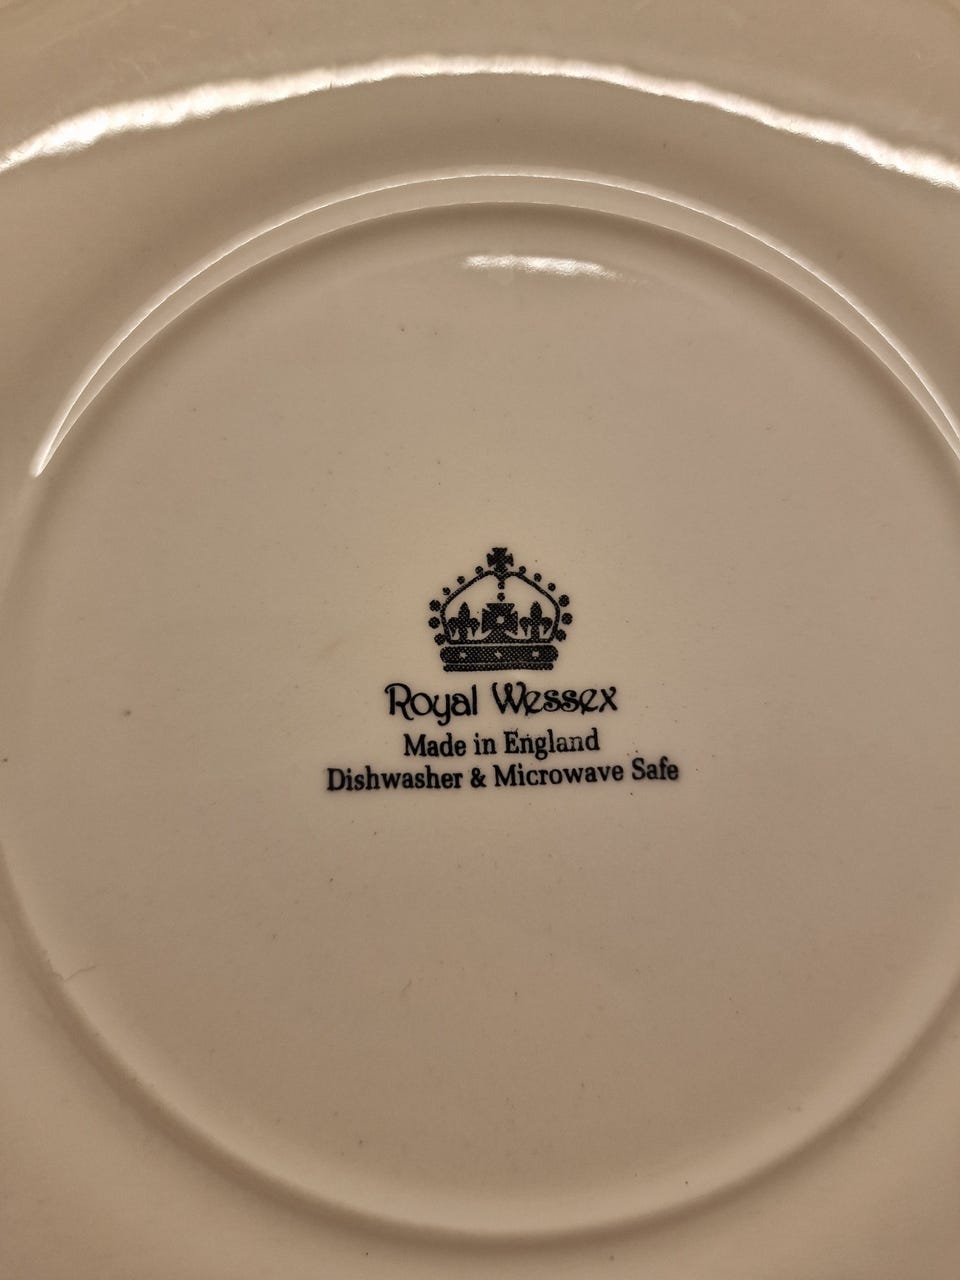 Royal Wessex
Made in England
Dishwasher & Microwave Safe